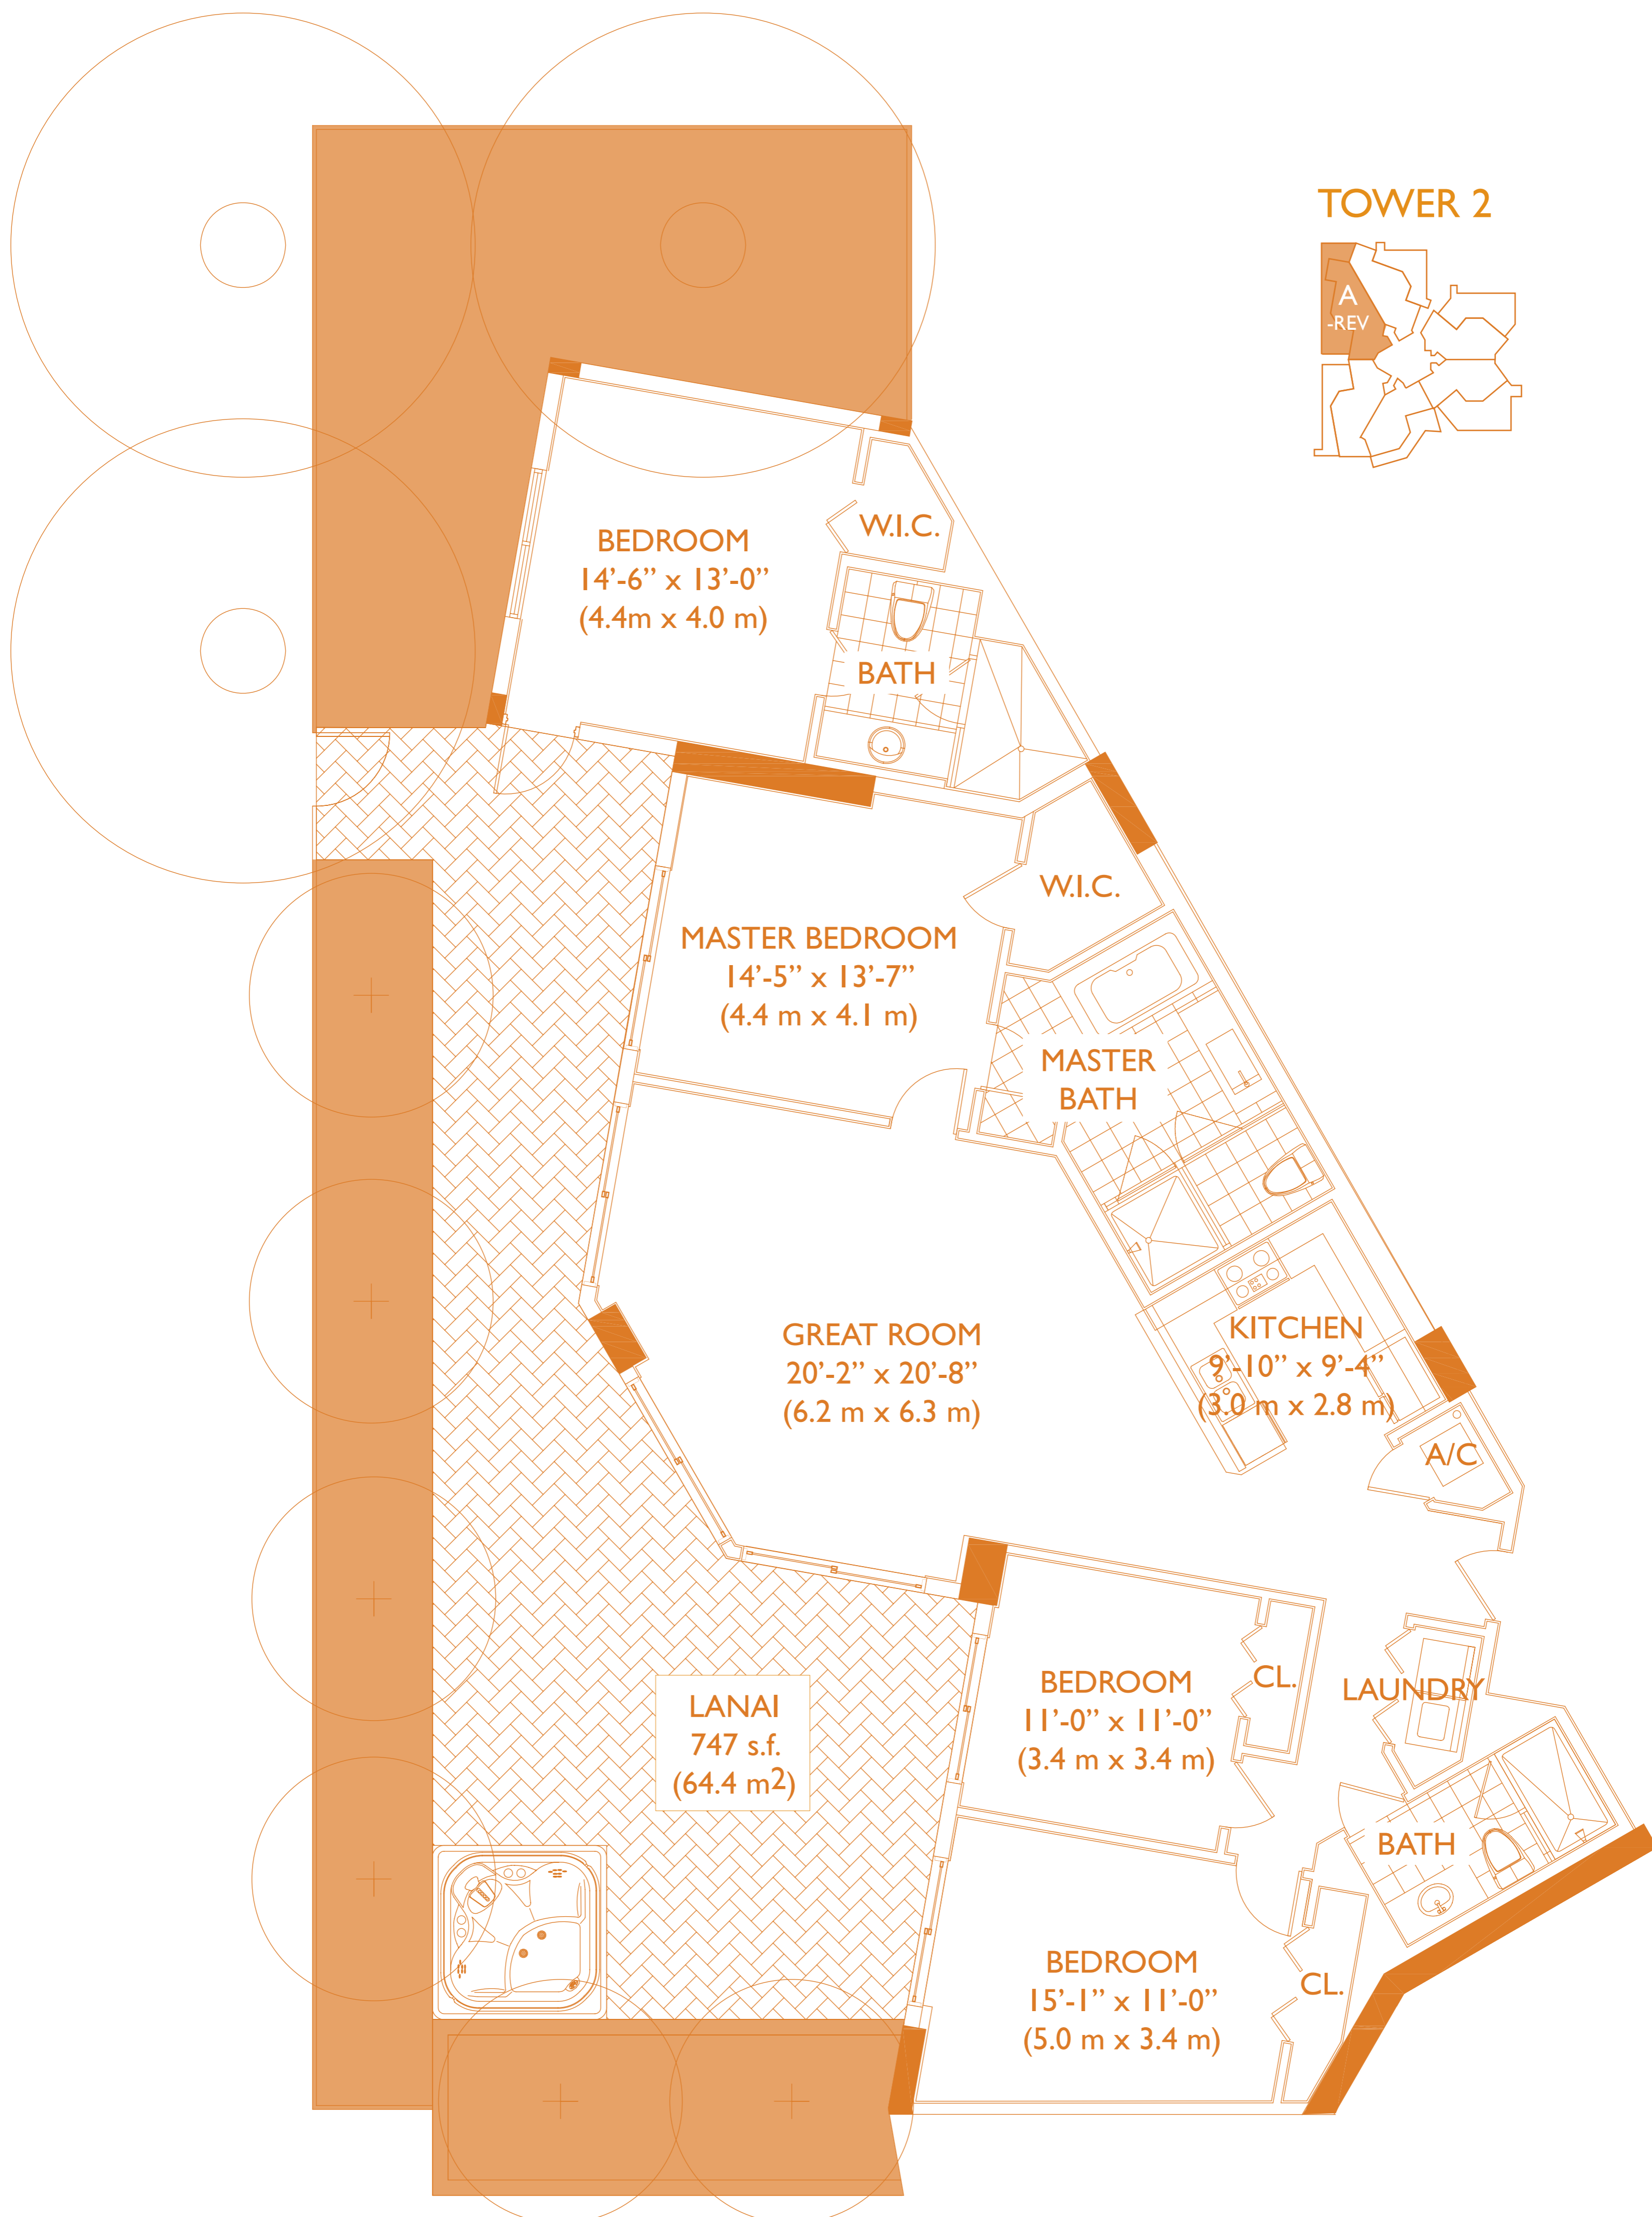 TOWER 2
A
-REV
BEDROOM
14’-6” x 13’-0”
(4.4m x 4.0 m)
W.I.C.
BATH
W.I.C.
MASTER BEDROOM
14’-5” x 13’-7”
(4.4 m x 4.1 m)
MASTER
BATH
GREAT ROOM
20’-2” x 20’-8”
(6.2 m x 6.3 m)
KITCHEN
9’-10” x 9’-4”
(3.0 m x 2.8 m)
A/C
BEDROOM
11’-0” x 11’-0”
(3.4 m x 3.4 m)
CL.
LAUNDRY
LANAI
747 s.f.
(64.4 m2)
BATH
BEDROOM
15’-1” x 11’-0”
(5.0 m x 3.4 m)
CL.